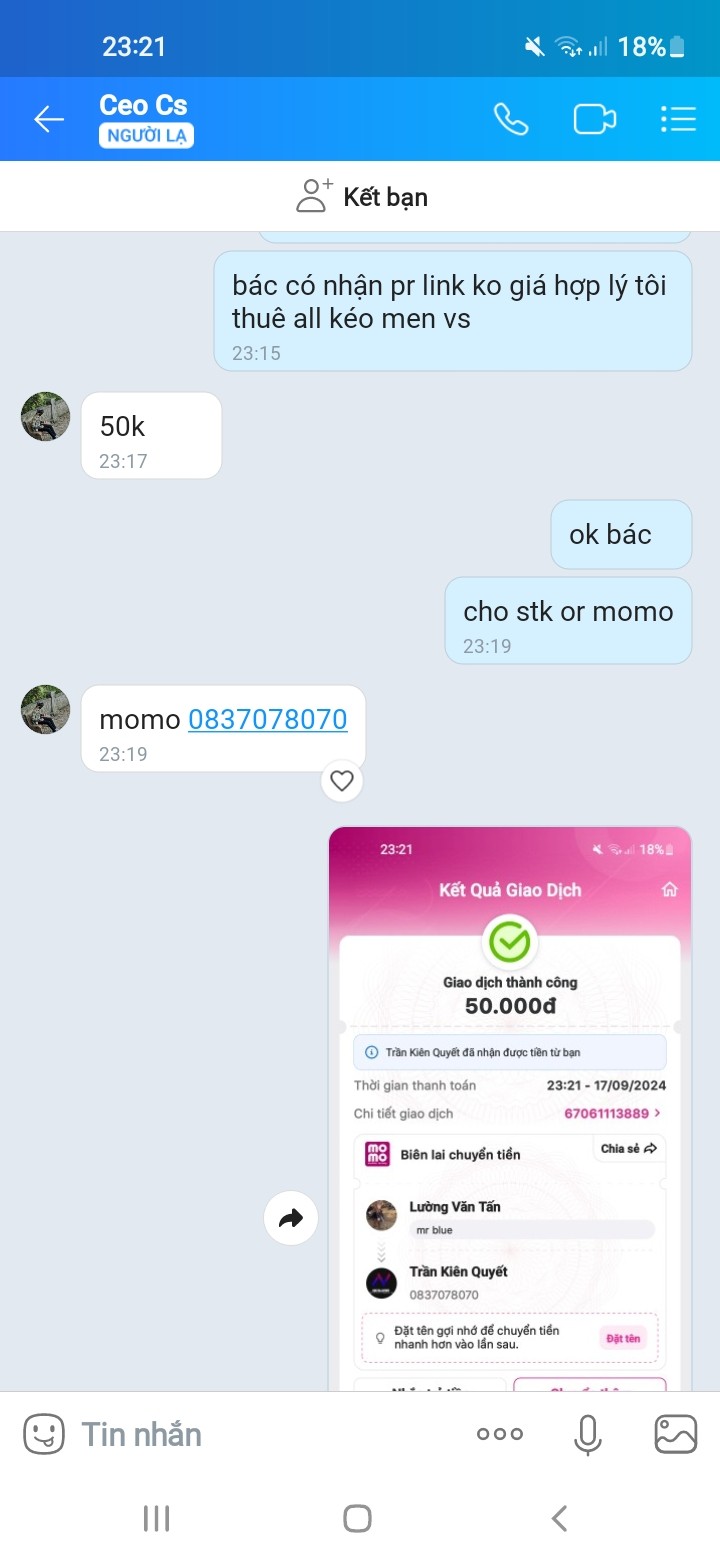 23:21
18%
Ceo Cs
NGƯỜI LẠ
Kết bạn
bác có nhận pr link ko giá hợp lý tôi
thuê all kéo men vs
23:15
50k
23:17
ok bác
cho stk or momo
23:19
momo 0837078070
23:19
23:21
18%
Kết Quả Giao Dịch
Giao dịch thành công
50.000đ
Trần Kiên Quyết đã nhận được tiền từ bạn
Thời gian thanh toán 23:21 - 17/09/2024
Chi tiết giao dịch 67061113889
mo
mo
Biên lai chuyển tiền
Chia sẻ
Lường Văn Tấn
mr blue
Trần Kiên Quyết
0837078070
Đặt tên gợi nhớ để chuyển tiền
nhanh hơn vào lần sau.
Đặt tên
Tin nhắn